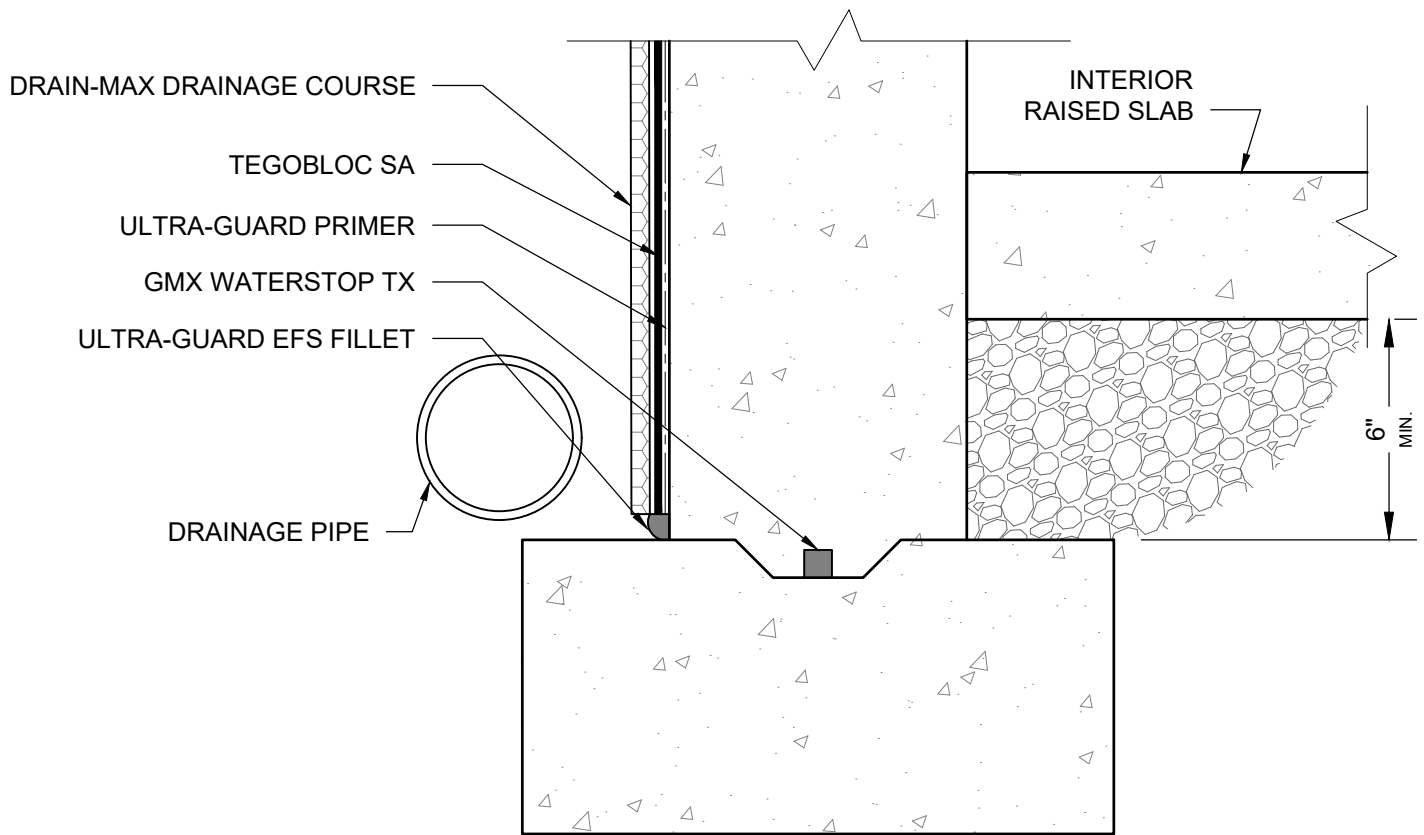 DRAIN-MAX DRAINAGE COURSE
TEGOBLOC SA
ULTRA-GUARD PRIMER
GMX WATERSTOP TX
ULTRA-GUARD EFS FILLET
DRAINAGE PIPE
INTERIOR
RAISED SLAB
6"
MIN.